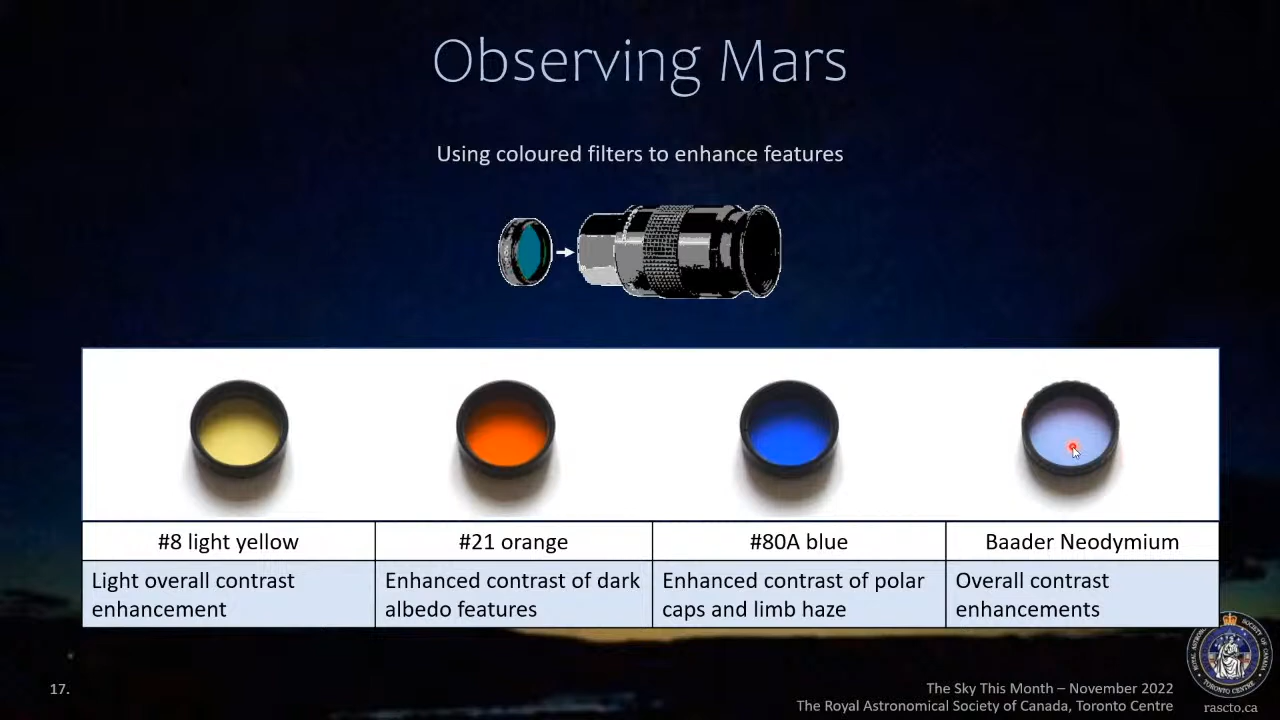 Observing Mars
Using coloured filters to enhance features
#8 light yellow
#21 orange
#80A blue
Baader Neodymium
Light overall contrast
enhancement
Enhanced contrast of dark
albedo features
Enhanced contrast of polar
caps and limb haze
Overall contrast
enhancements
17.
The Sky This Month – November 2022
The Royal Astronomical Society of Canada, Toronto Centre
TORONTO CENTRE
rascto.ca